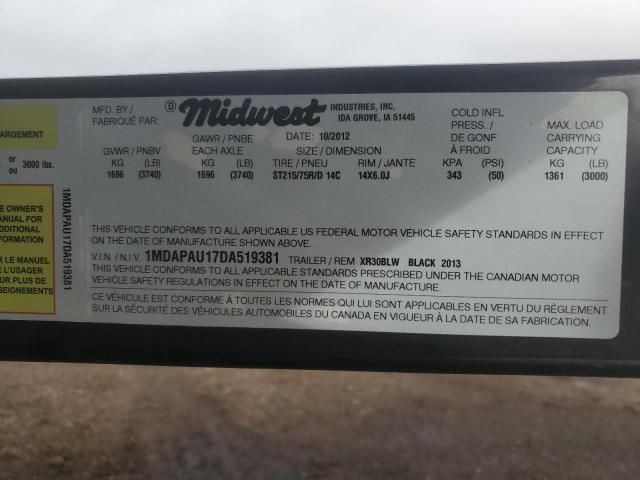 MFD. BY /
FABRIQUÉ PAR:
D Midwest INDUSTRIES, INC.
IDA GROVE, IA 51445
DATE: 10/2012
GVWR / PNBV
KG (LB)
1696 (3740)
GAWR / PNBE
EACH AXLE
KG (LB)
1696 (3740)
SIZE / DIMENSION
TIRE / PNEU RIM / JANTE
ST215/75R/D 14C 14X6.0J
COLD INFL
PRESS. /
DE GONF
À FROID
KPA (PSI)
343 (50)
MAX. LOAD
CARRYING
CAPACITY
KG (LB)
1361 (3000)
THIS VEHICLE CONFORMS TO ALL APPLICABLE US FEDERAL MOTOR VEHICLE SAFETY STANDARDS IN EFFECT
ON THE DATE OF MANUFACTURE SHOWN ABOVE.
V.I.N. / N.I.V. 1MDAPAU17DA519381 TRAILER / REM XR30BLW BLACK 2013
THIS VEHICLE CONFORMS TO ALL APPLICABLE STANDARDS PRESCRIBED UNDER THE CANADIAN MOTOR
VEHICLE SAFETY REGULATIONS IN EFFECT ON THE DATE OF MANUFACTURE.
CE VÉHICULE EST CONFORME À TOUTES LES NORMES QUI LUI SONT APPLICABLES EN VERTU DU RÈGLEMENT
SUR LA SÉCURITÉ DES VÉHICULES AUTOMOBILES DU CANADA EN VIGUEUR À LA DATE DE SA FABRICATION.
1MDAPAU17DA519381
ARGEMENT
or
ou 3000 lbs.
E OWNER'S
ANUAL FOR
DDITIONAL
FORMATION
LE MANUEL
E L'USAGER
UR PLUS DE
NSEIGNEMENTS